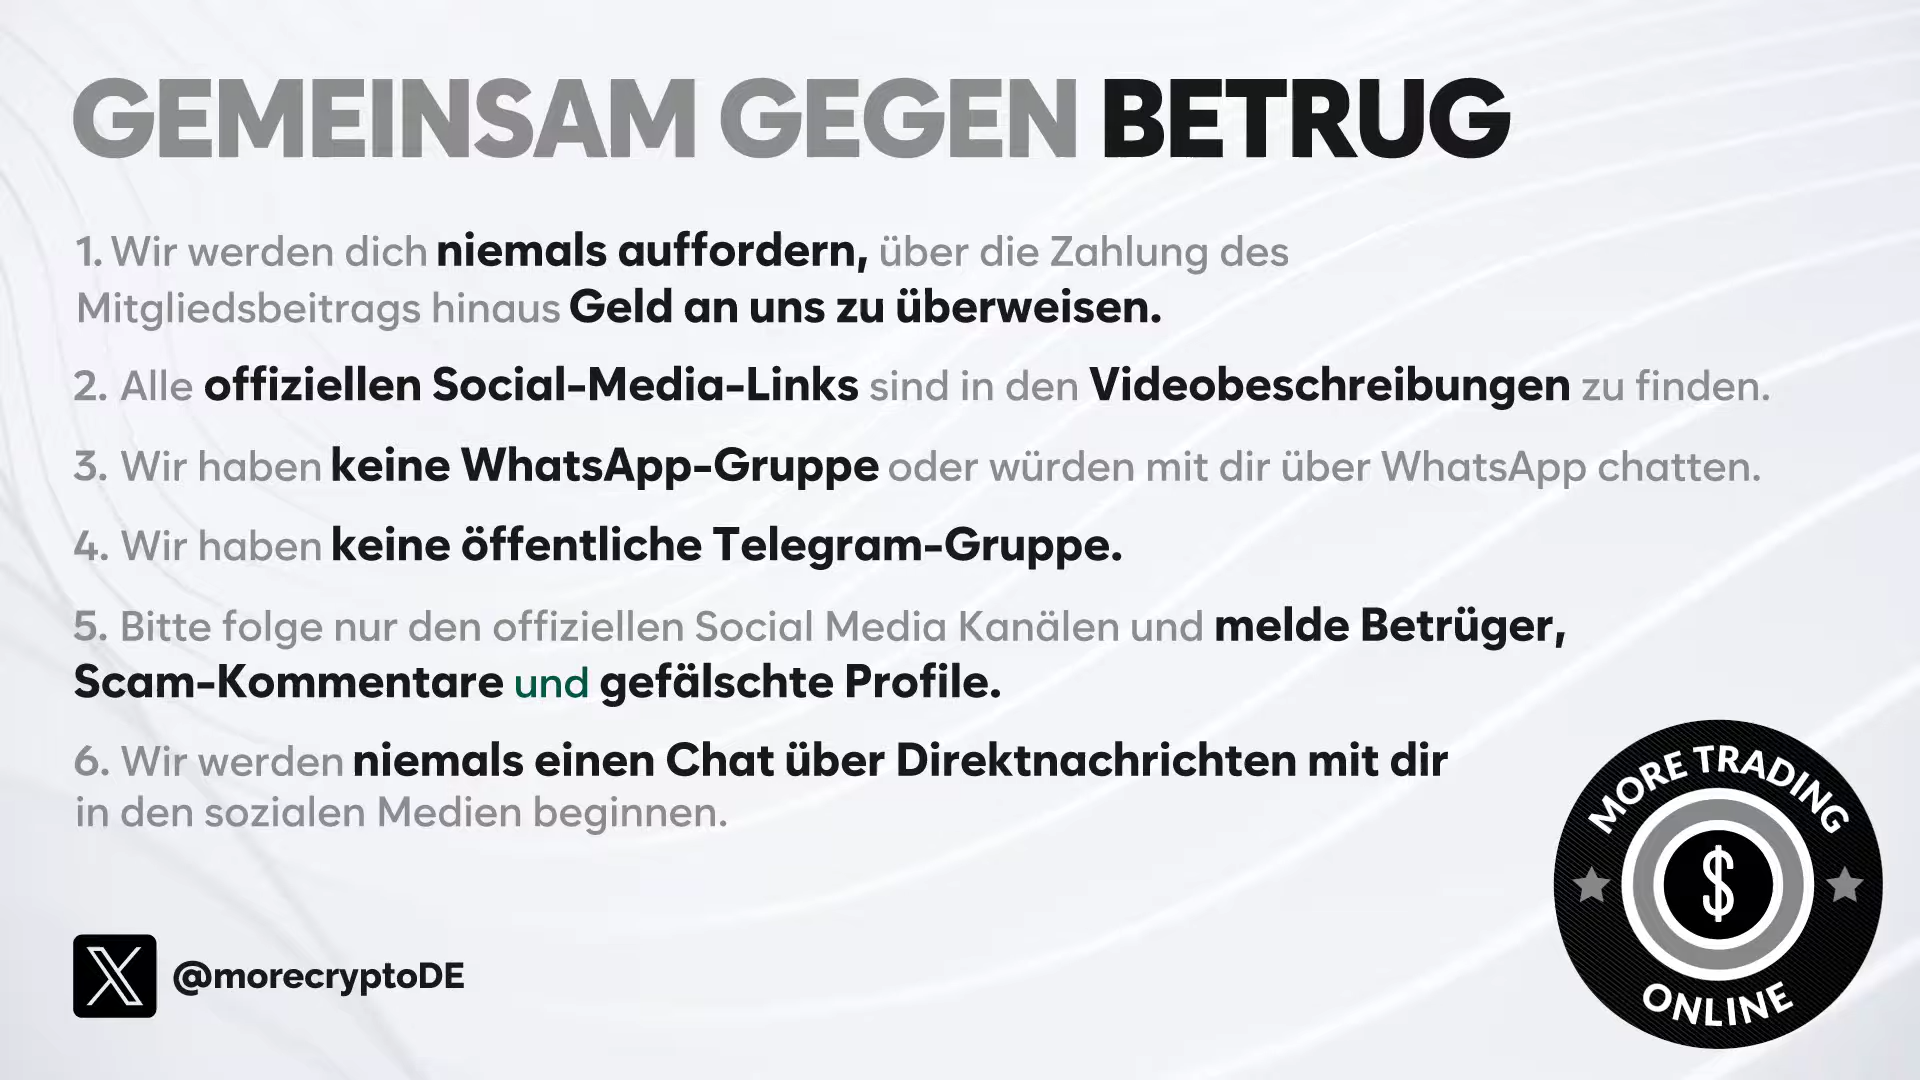 GEMEINSAM GEGEN BETRUG
1. Wir werden dich niemals auffordern, über die Zahlung des
Mitgliedsbeitrags hinaus Geld an uns zu überweisen.
2. Alle offiziellen Social-Media-Links sind in den Videobeschreibungen zu finden.
3. Wir haben keine WhatsApp-Gruppe oder würden mit dir über WhatsApp chatten.
4. Wir haben keine öffentliche Telegram-Gruppe.
5. Bitte folge nur den offiziellen Social Media Kanälen und melde Betrüger,
Scam-Kommentare und gefälschte Profile.
6. Wir werden niemals einen Chat über Direktnachrichten mit dir
in den sozialen Medien beginnen.
@morecryptoDE
MORE TRADING
$
ONLINE